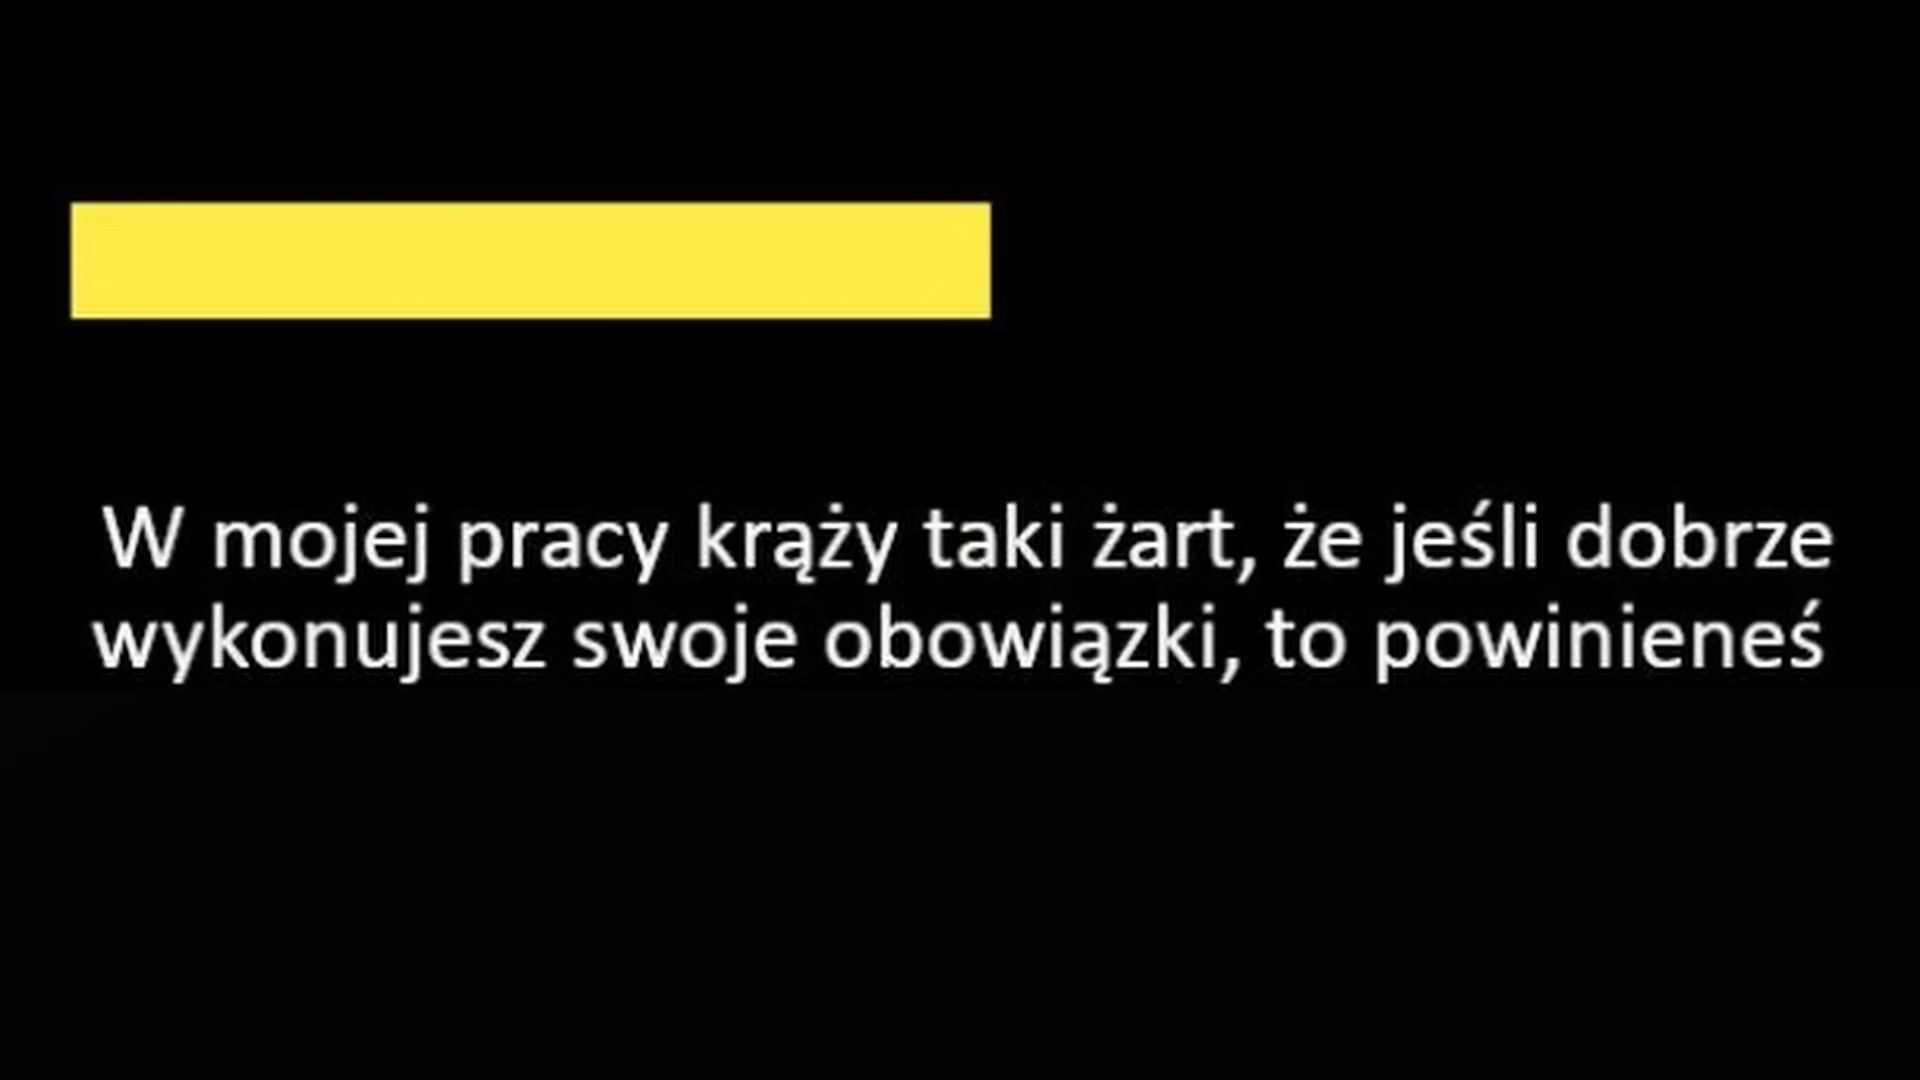 W mojej pracy krąży taki żart, że jeśli dobrze
wykonujesz swoje obowiązki, to powinieneś